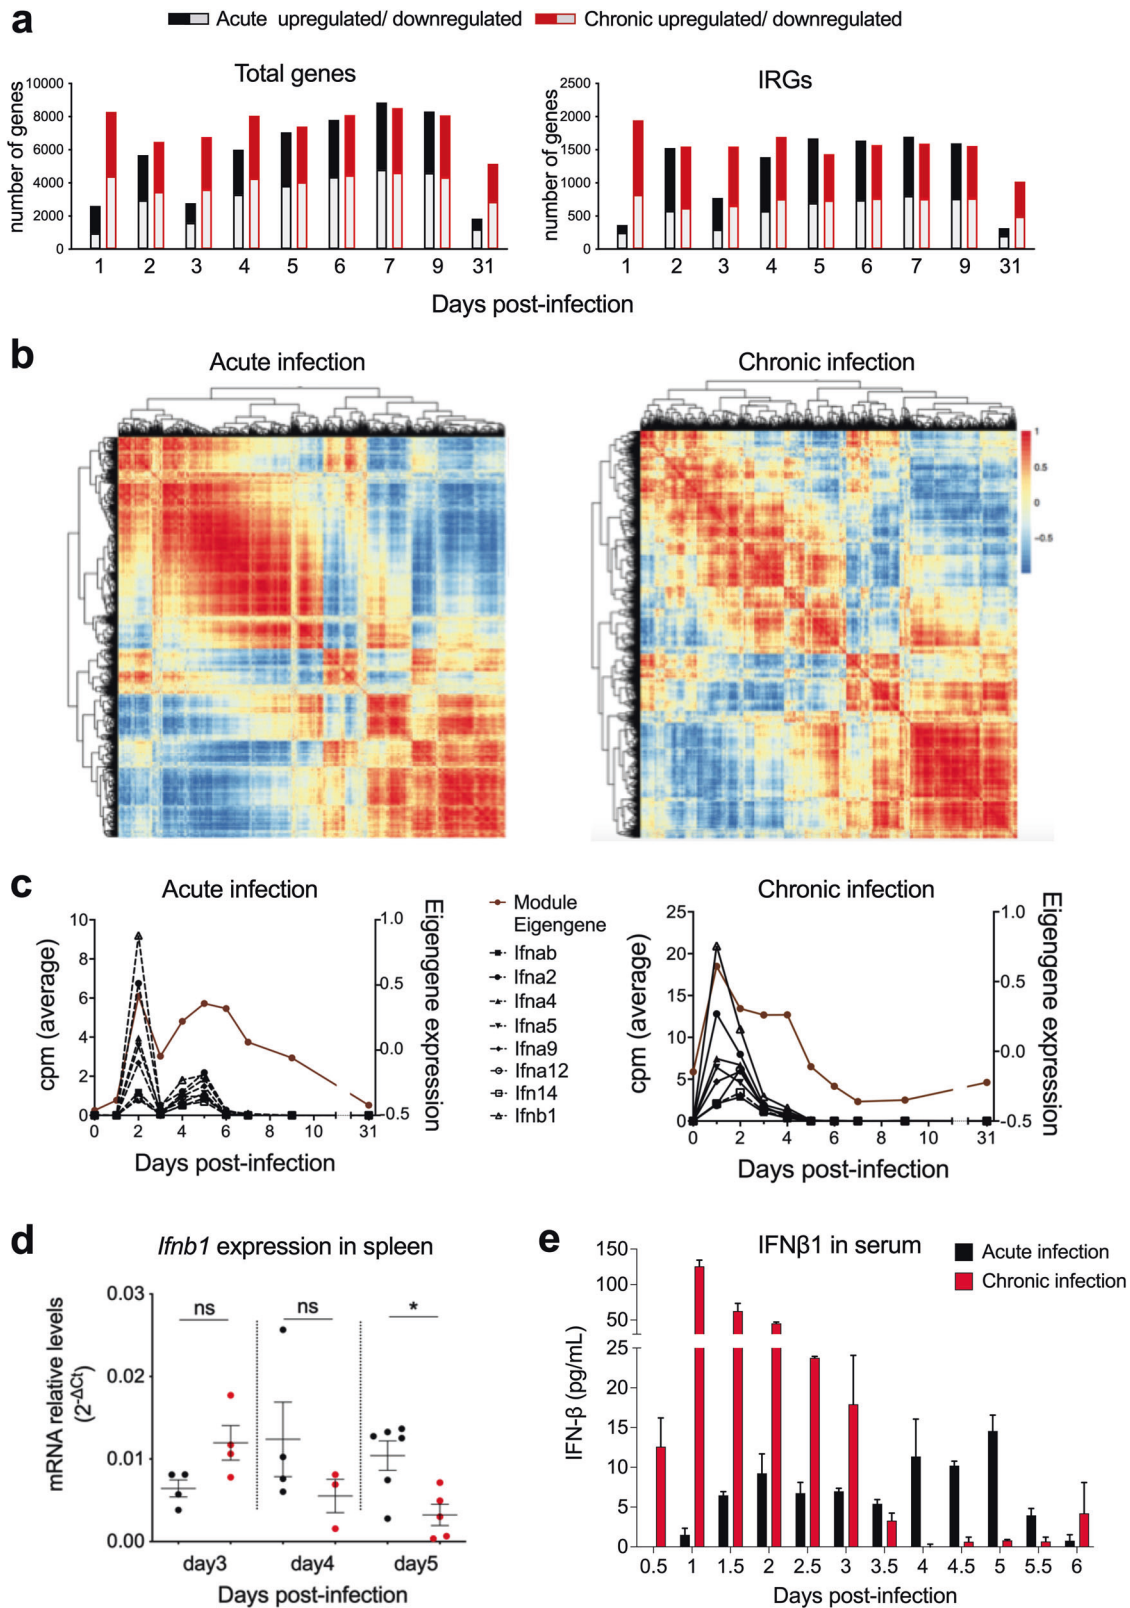 a
Acute upregulated/ downregulated
Chronic upregulated/ downregulated
Total genes
number of genes
10000
8000
6000
4000
2000
0
1 2 3 4 5 6 7 9 31
IRGs
number of genes
2500
2000
1500
1000
500
0
1 2 3 4 5 6 7 9 31
Days post-infection
b
Acute infection
Chronic infection
1
0.5
0
-0.5
c
Acute infection
cpm (average)
10
8
6
4
2
0
0 2 4 6 8 10 31
1.0
0.5
0.0
-0.5
Eigengene expression
Days post-infection
Module
Eigengene
Ifnab
Ifna2
Ifna4
Ifna5
Ifna9
Ifna12
Ifn14
Ifnb1
Chronic infection
cpm (average)
25
20
15
10
5
0
0 2 4 6 8 10 31
1.0
0.5
0.0
-0.5
Eigengene expression
Days post-infection
d
Ifnb1 expression in spleen
mRNA relative levels
(2-ΔCt)
0.03
0.02
0.01
0.00
ns
ns
*
day3 day4 day5
Days post-infection
e
IFNβ1 in serum
Acute infection
Chronic infection
IFN-β (pg/mL)
150
100
50
25
20
15
10
5
0
0.5 1 1.5 2 2.5 3 3.5 4 4.5 5 5.5 6
Days post-infection